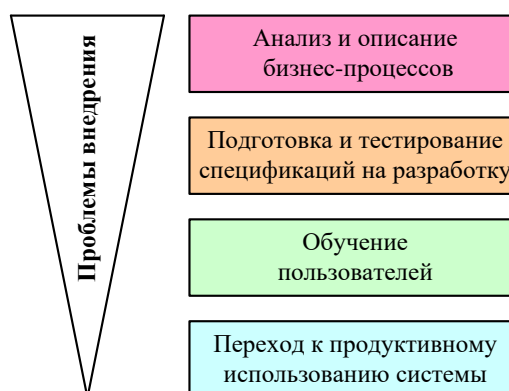 Проблемы внедрения
Анализ и описание
бизнес-процессов
Подготовка и тестирование
спецификаций на разработку
Обучение
пользователей
Переход к продуктивному
использованию системы